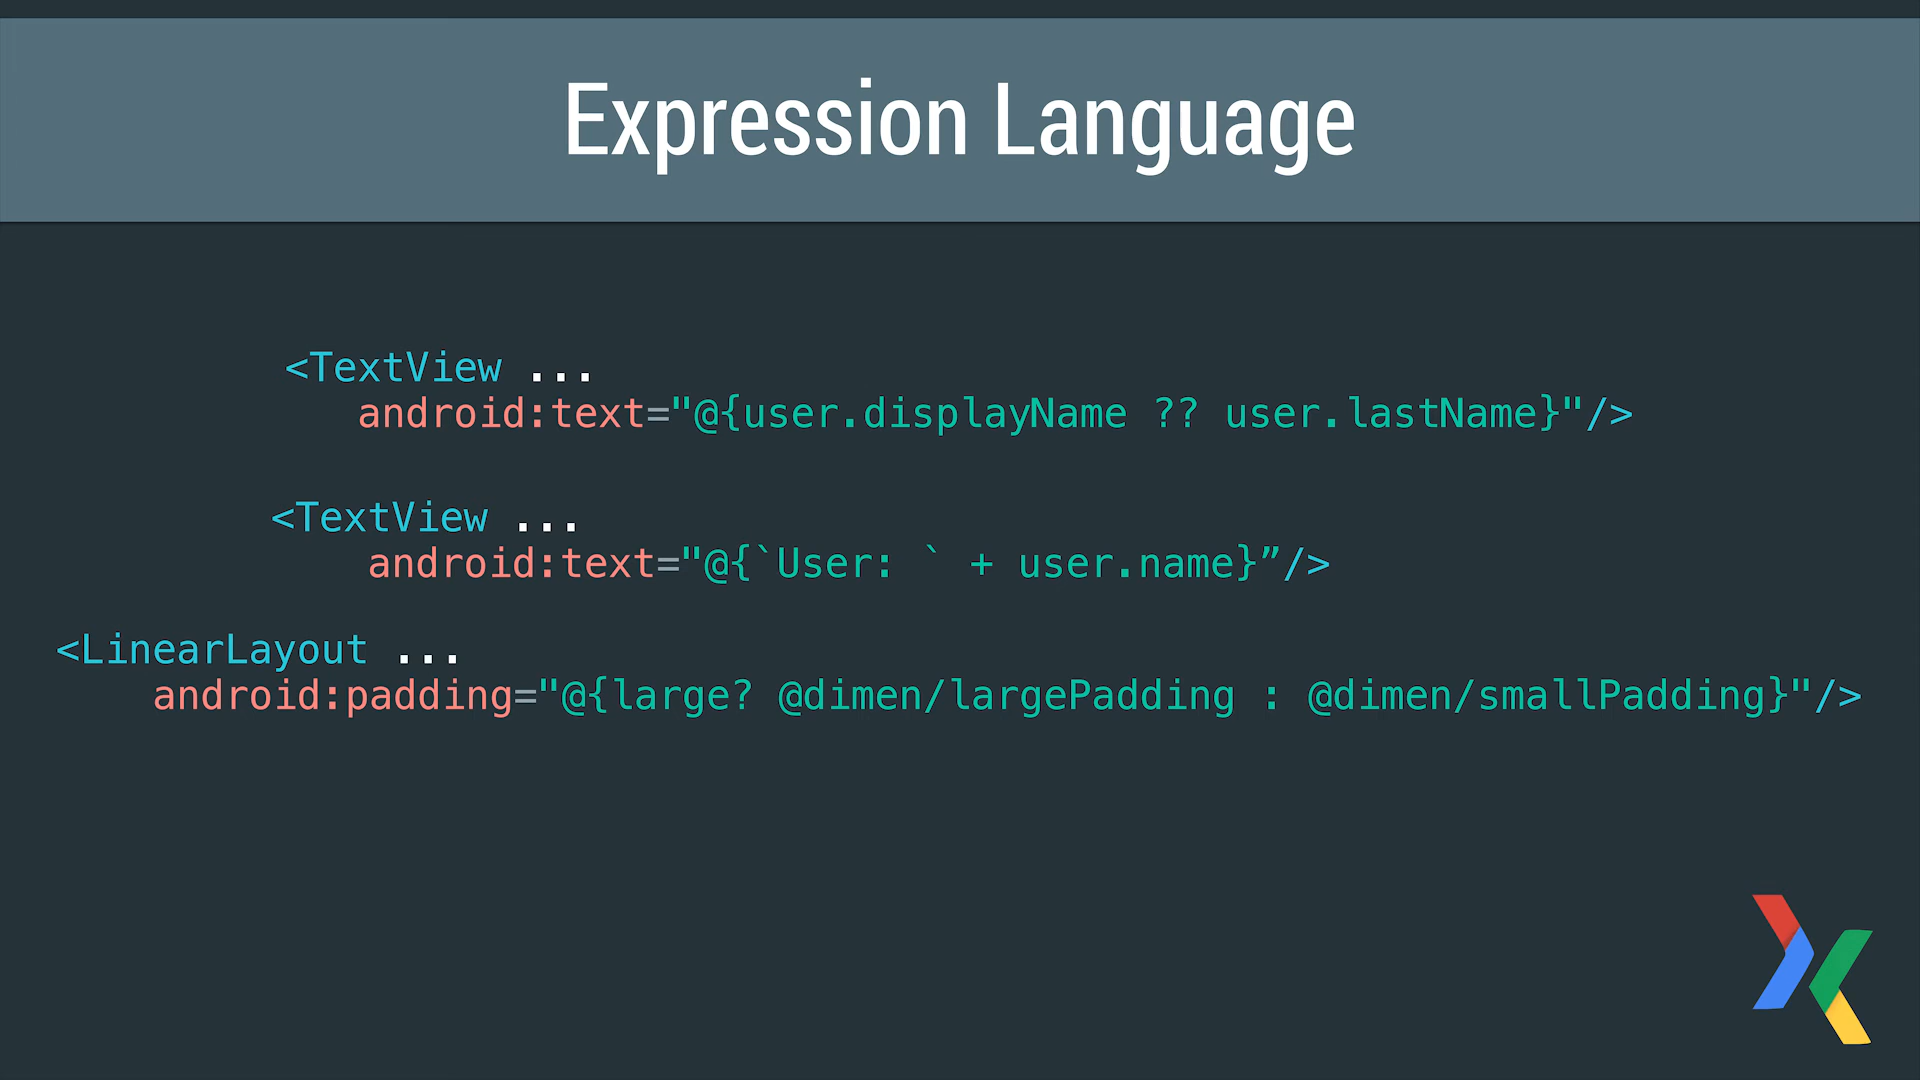 Expression Language
<TextView ...
android:text="@{user.displayName ?? user.lastName}"/>
<TextView ...
android:text="@{`User: ` + user.name}”/>
<LinearLayout ...
android:padding="@{large? @dimen/largePadding : @dimen/smallPadding}"/>